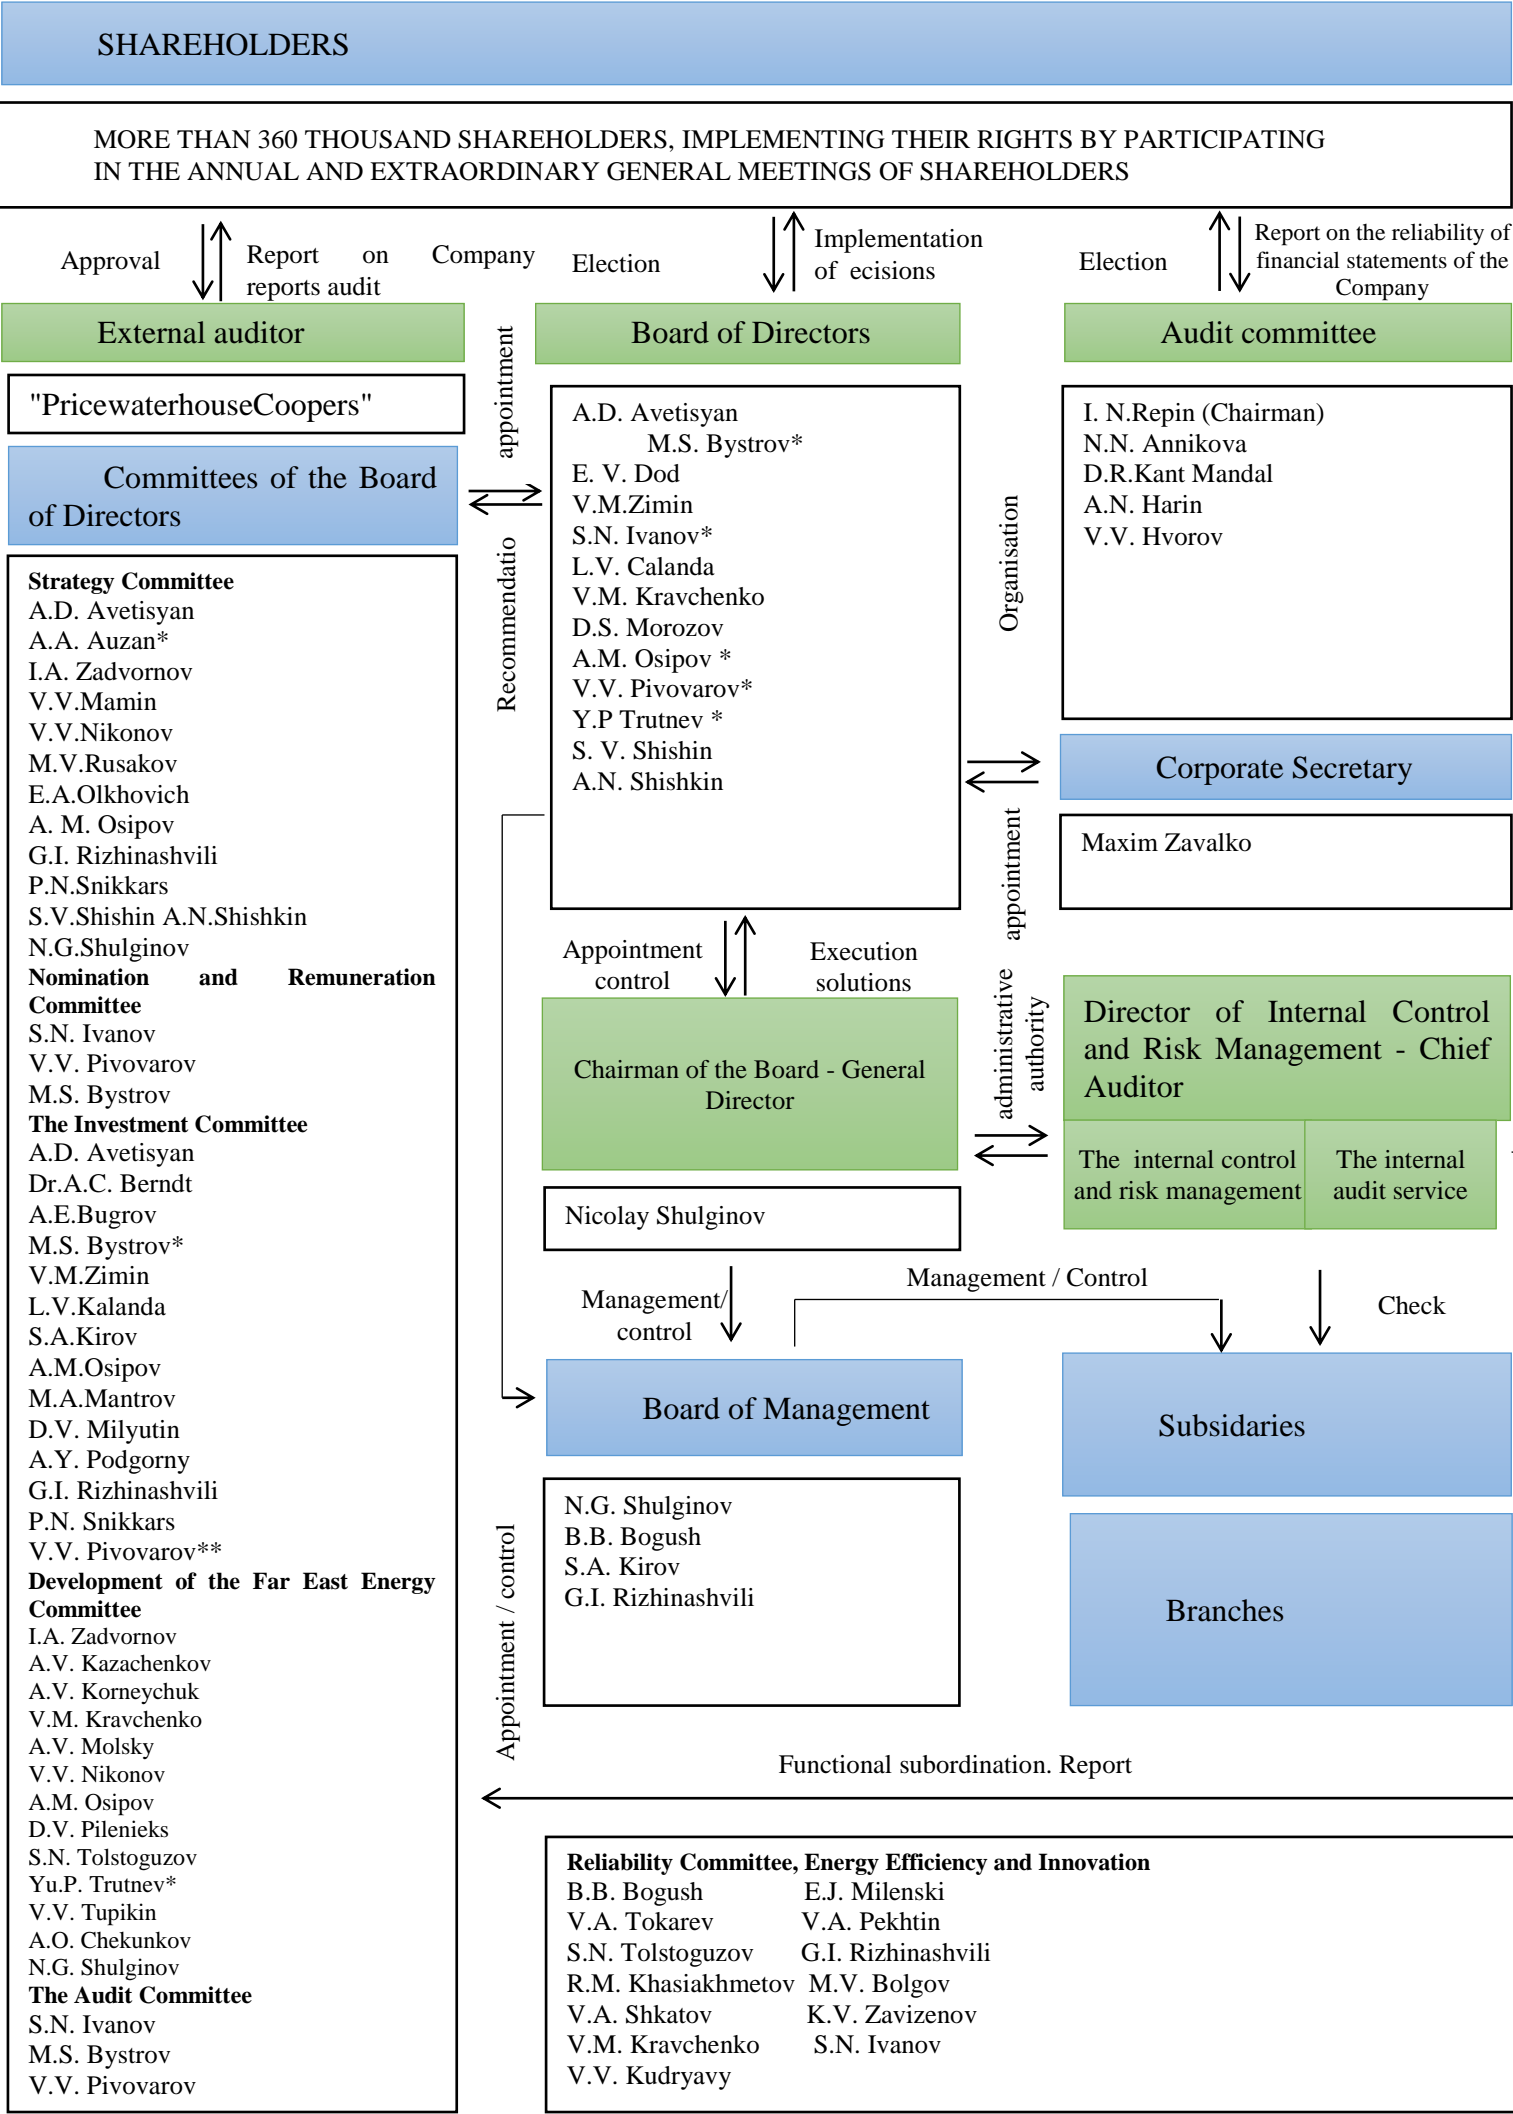 SHAREHOLDERS
MORE THAN 360 THOUSAND SHAREHOLDERS, IMPLEMENTING THEIR RIGHTS BY PARTICIPATING
IN THE ANNUAL AND EXTRAORDINARY GENERAL MEETINGS OF SHAREHOLDERS
Approval
Report on Company
reports audit
Election
Implementation
of ecisions
Election
Report on the reliability of
financial statements of the
Company
External auditor
"PricewaterhouseCoopers"
Committees of the Board
of Directors
appointment
Recommendatio
Board of Directors
A.D. Avetisyan
M.S. Bystrov*
E. V. Dod
V.M.Zimin
S.N. Ivanov*
L.V. Calanda
V.M. Kravchenko
D.S. Morozov
A.M. Osipov *
V.V. Pivovarov*
Y.P Trutnev *
S. V. Shishin
A.N. Shishkin
Organisation
appointment
Audit committee
I. N.Repin (Chairman)
N.N. Annikova
D.R.Kant Mandal
A.N. Harin
V.V. Hvorov
Corporate Secretary
Maxim Zavalko
Strategy Committee
A.D. Avetisyan
A.A. Auzan*
I.A. Zadvornov
V.V.Mamin
V.V.Nikonov
M.V.Rusakov
E.A.Olkhovich
A. M. Osipov
G.I. Rizhinashvili
P.N.Snikkars
S.V.Shishin A.N.Shishkin
N.G.Shulginov
Nomination and Remuneration
Committee
S.N. Ivanov
V.V. Pivovarov
M.S. Bystrov
The Investment Committee
A.D. Avetisyan
Dr.A.C. Berndt
A.E.Bugrov
M.S. Bystrov*
V.M.Zimin
L.V.Kalanda
S.A.Kirov
A.M.Osipov
M.A.Mantrov
D.V. Milyutin
A.Y. Podgorny
G.I. Rizhinashvili
P.N. Snikkars
V.V. Pivovarov**
Development of the Far East Energy
Committee
I.A. Zadvornov
A.V. Kazachenkov
A.V. Korneychuk
V.M. Kravchenko
A.V. Molsky
V.V. Nikonov
A.M. Osipov
D.V. Pilenieks
S.N. Tolstoguzov
Yu.P. Trutnev*
V.V. Tupikin
A.O. Chekunkov
N.G. Shulginov
The Audit Committee
S.N. Ivanov
M.S. Bystrov
V.V. Pivovarov
Appointment
control
Execution
solutions
administrative
authority
Chairman of the Board - General
Director
Nicolay Shulginov
Director of Internal Control
and Risk Management - Chief
Auditor
The internal control
and risk management
The internal
audit service
Management/
control
Management / Control
Check
Board of Management
N.G. Shulginov
B.B. Bogush
S.A. Kirov
G.I. Rizhinashvili
Subsidaries
Branches
Appointment / control
Functional subordination. Report
Reliability Committee, Energy Efficiency and Innovation
B.B. Bogush E.J. Milenski
V.A. Tokarev V.A. Pekhtin
S.N. Tolstoguzov G.I. Rizhinashvili
R.M. Khasiakhmetov M.V. Bolgov
V.A. Shkatov K.V. Zavizenov
V.M. Kravchenko S.N. Ivanov
V.V. Kudryavy